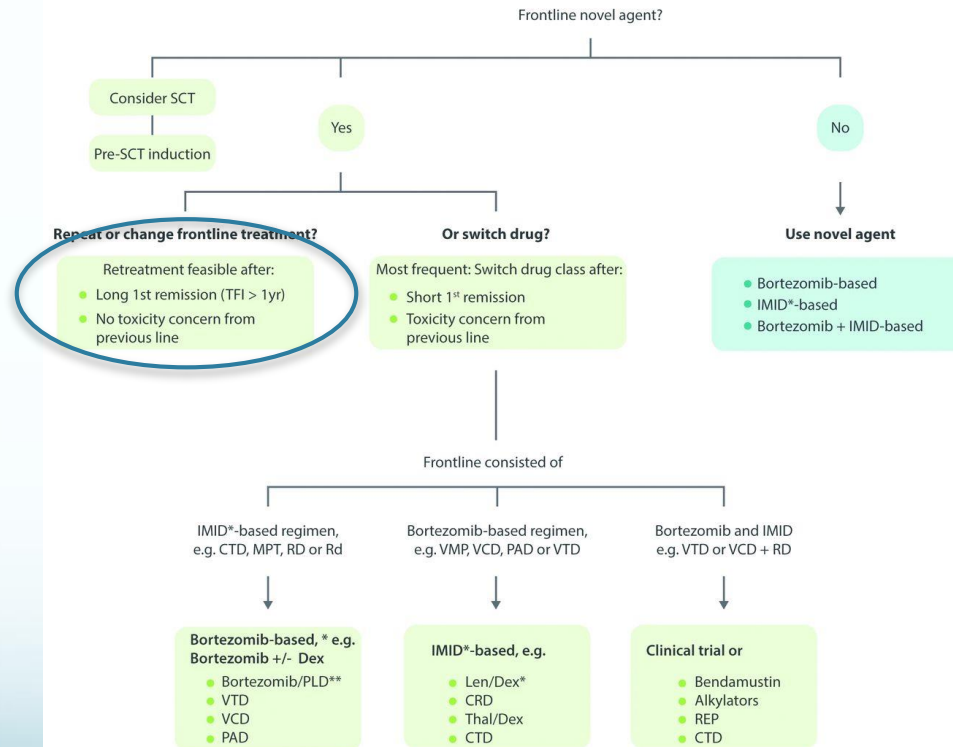 Frontline novel agent?
Consider SCT
Pre-SCT induction
Yes
No
Repeat or change frontline treatment?
Retreatment feasible after:
Long 1st remission (TFI > 1yr)
No toxicity concern from
previous line
Or switch drug?
Most frequent: Switch drug class after:
Short 1st remission
Toxicity concern from
previous line
Use novel agent
Bortezomib-based
IMID*-based
Bortezomib + IMID-based
Frontline consisted of
IMID*-based regimen,
e.g. CTD, MPT, RD or Rd
Bortezomib-based regimen,
e.g. VMP, VCD, PAD or VTD
Bortezomib and IMID
e.g. VTD or VCD + RD
Bortezomib-based, * e.g.
Bortezomib +/- Dex
Bortezomib/PLD**
VTD
VCD
PAD
IMID*-based, e.g.
Len/Dex*
CRD
Thal/Dex
CTD
Clinical trial or
Bendamustin
Alkylators
REP
CTD